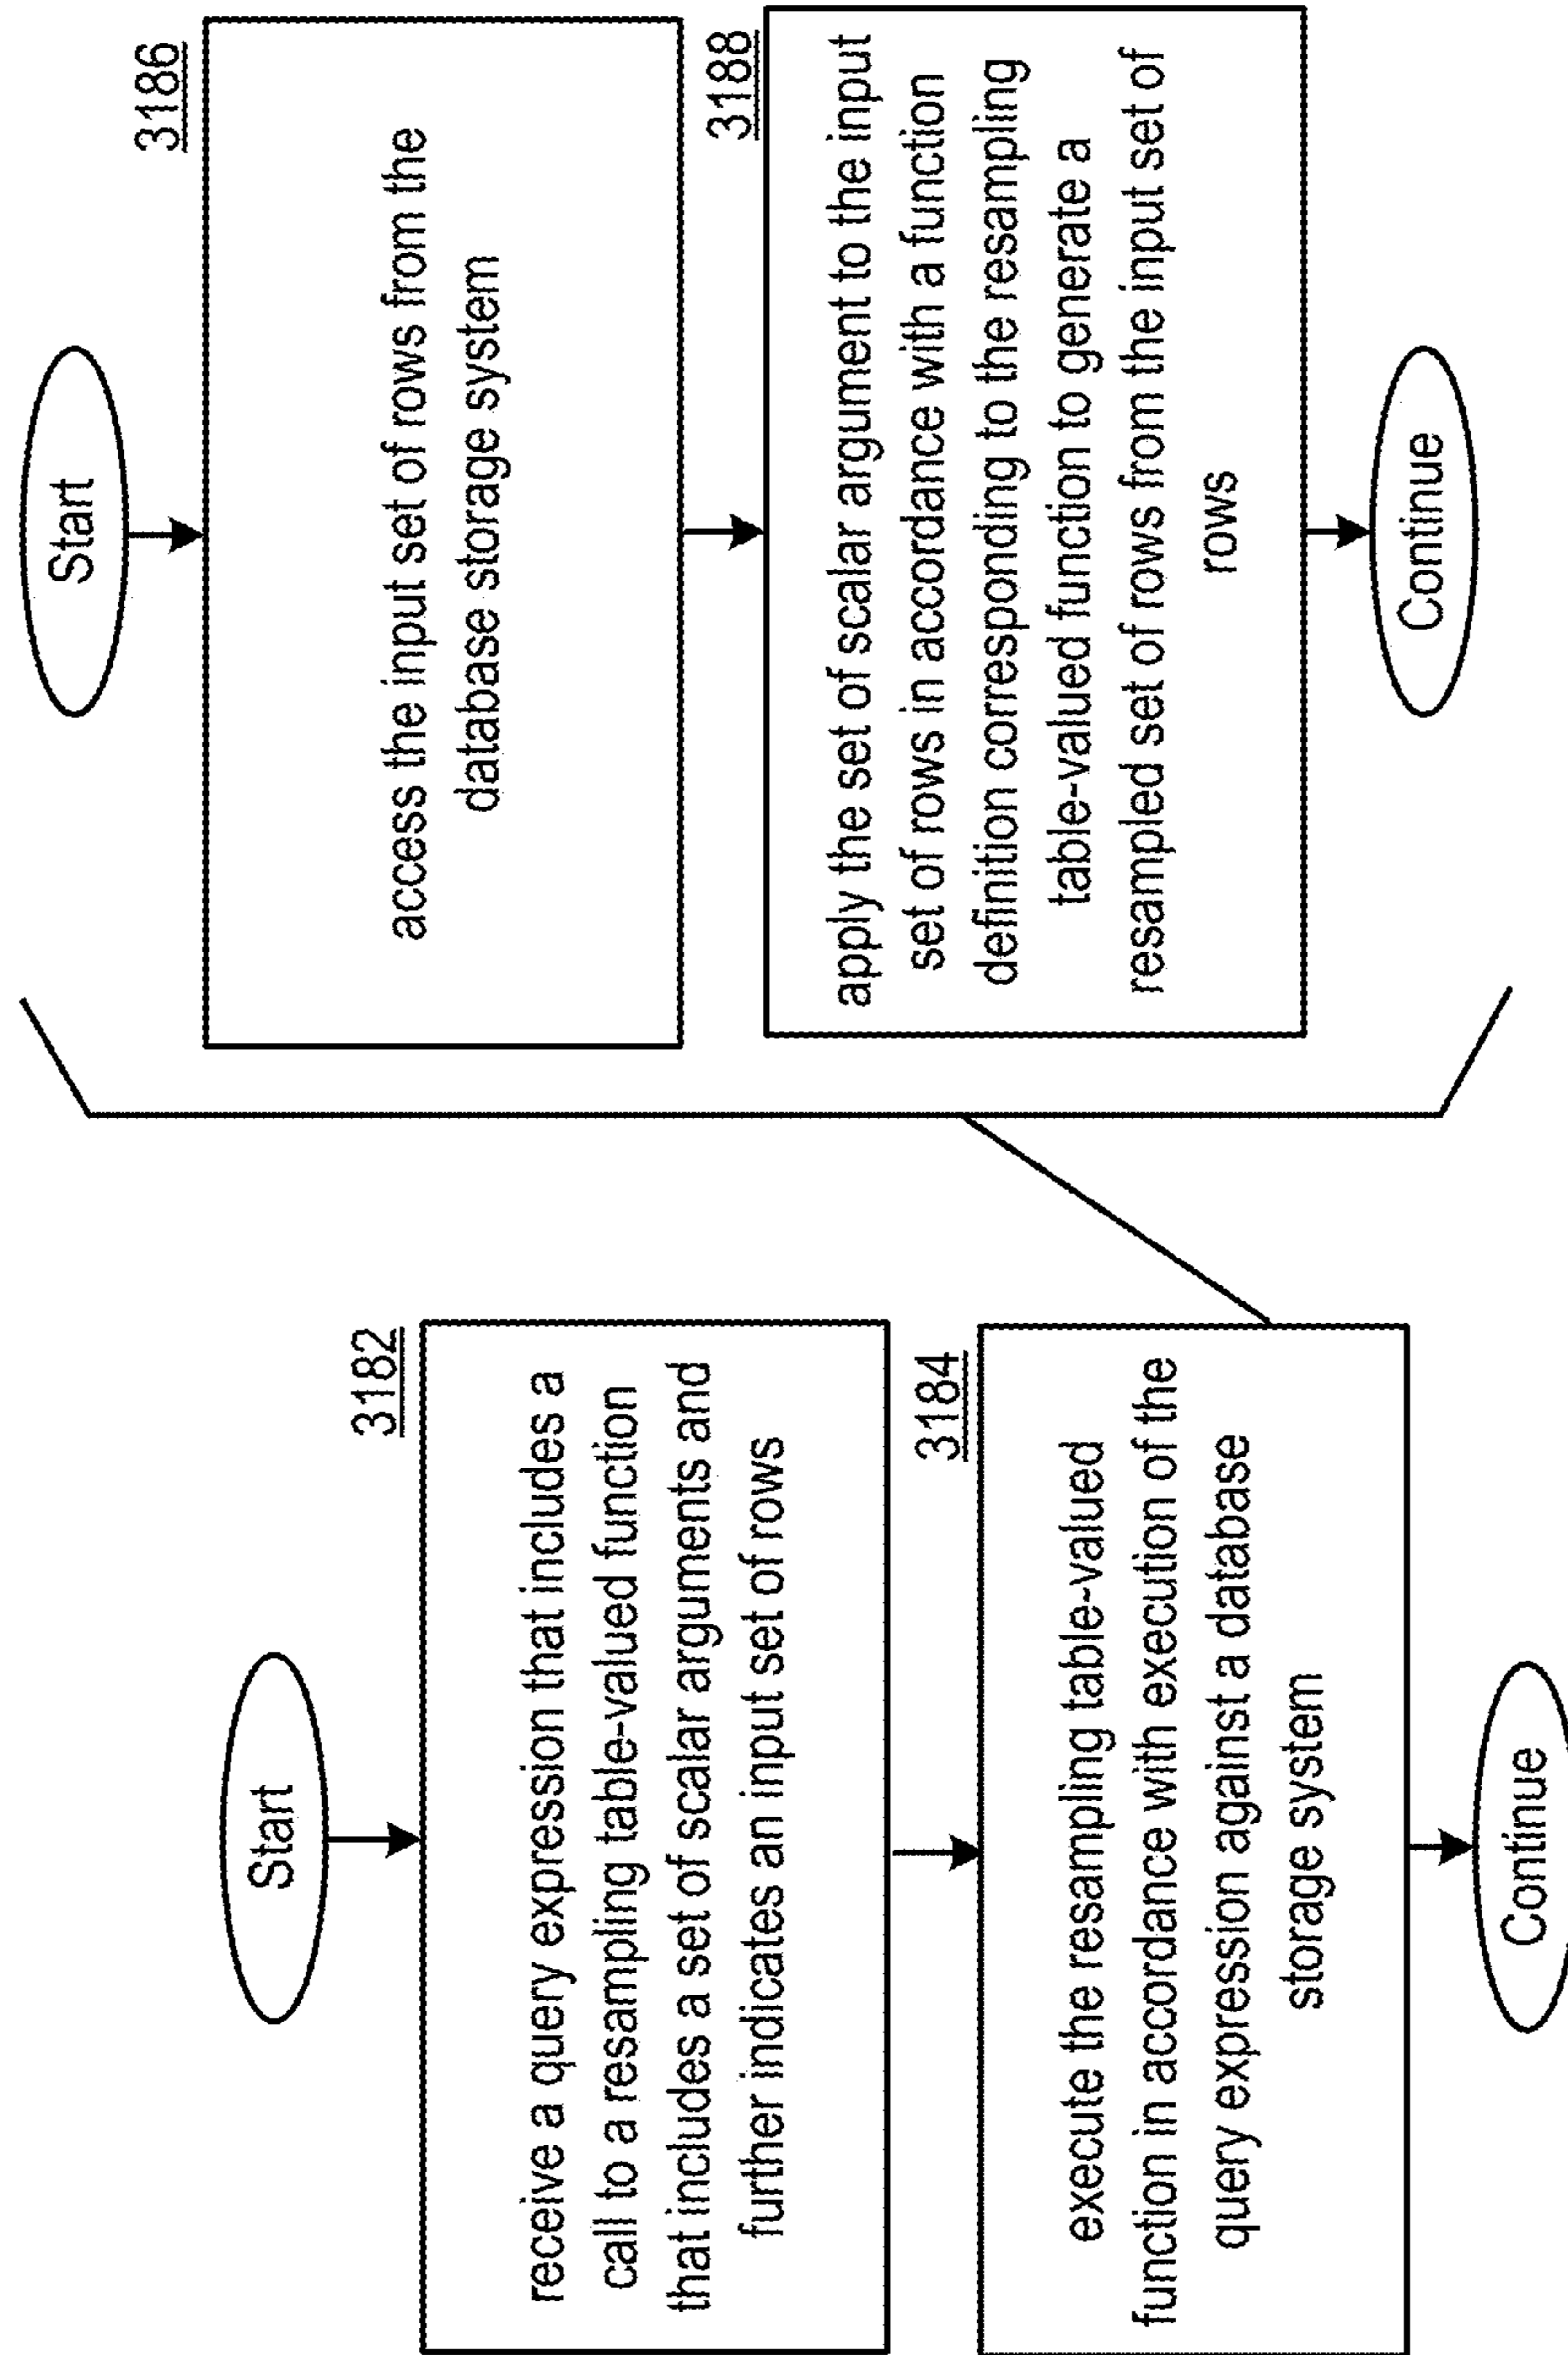 Start
3182
receive a query expression that includes a
call to a resampling table-valued function
that includes a set of scalar arguments and
further indicates an input set of rows
3184
execute the resampling table-valued
function in accordance with execution of the
query expression against a database
storage system
Continue
Start
3186
access the input set of rows from the
database storage system
3188
apply the set of scalar argument to the input
set of rows in accordance with a function
definition corresponding to the resampling
table-valued function to generate a
resampled set of rows from the input set of
rows
Continue